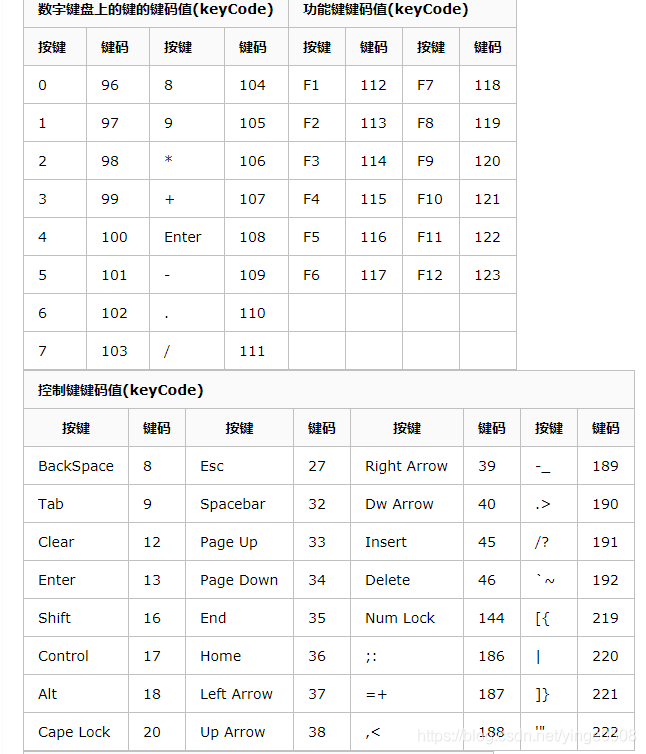 数字键盘上的键的键码值(keyCode) 功能键键码值(keyCode)
按键 键码 按键 键码 按键 键码 按键 键码
0 96 8 104 F1 112 F7 118
1 97 9 105 F2 113 F8 119
2 98 * 106 F3 114 F9 120
3 99 + 107 F4 115 F10 121
4 100 Enter 108 F5 116 F11 122
5 101 - 109 F6 117 F12 123
6 102 . 110
7 103 / 111
控制键键码值(keyCode)
按键 键码 按键 键码 按键 键码 按键 键码
BackSpace 8 Esc 27 Right Arrow 39 -_ 189
Tab 9 Spacebar 32 Dw Arrow 40 .> 190
Clear 12 Page Up 33 Insert 45 /? 191
Enter 13 Page Down 34 Delete 46 `~ 192
Shift 16 End 35 Num Lock 144 [{ 219
Control 17 Home 36 ;: 186 | 220
Alt 18 Left Arrow 37 =+ 187 ]} 221
Cape Lock 20 Up Arrow 38 ,< 188 '" 222